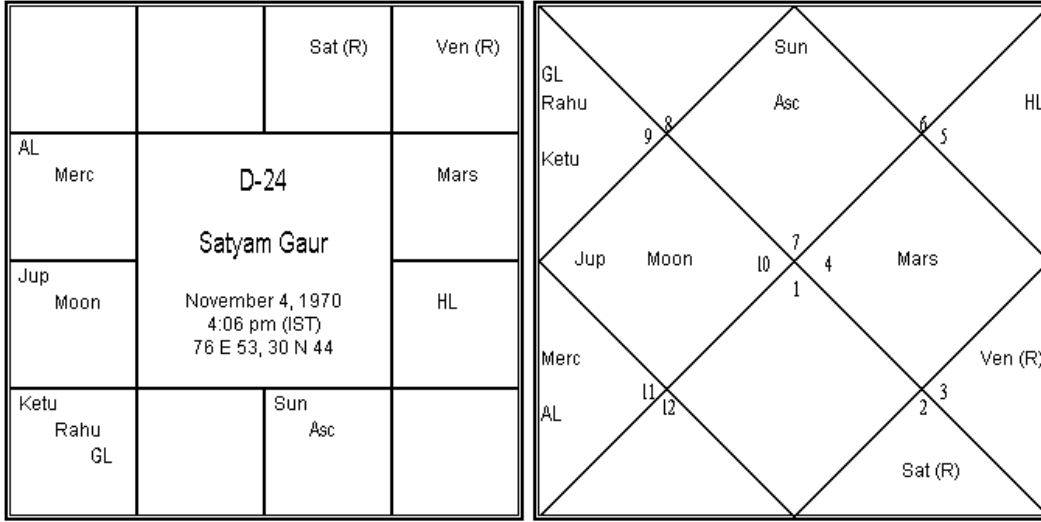 Sat (R)
Ven (R)
AL
Merc
D-24
Mars
Satyam Gaur
Jup
Moon
November 4, 1970
4:06 pm (IST)
76 E 53, 30 N 44
HL
Ketu
Rahu
GL
Sun
Asc
Sun
GL
Rahu
Asc
HL
8
6
9
5
Ketu
7
Jup
Moon
10
4
Mars
1
Merc
Ven (R)
11
3
12
2
AL
Sat (R)